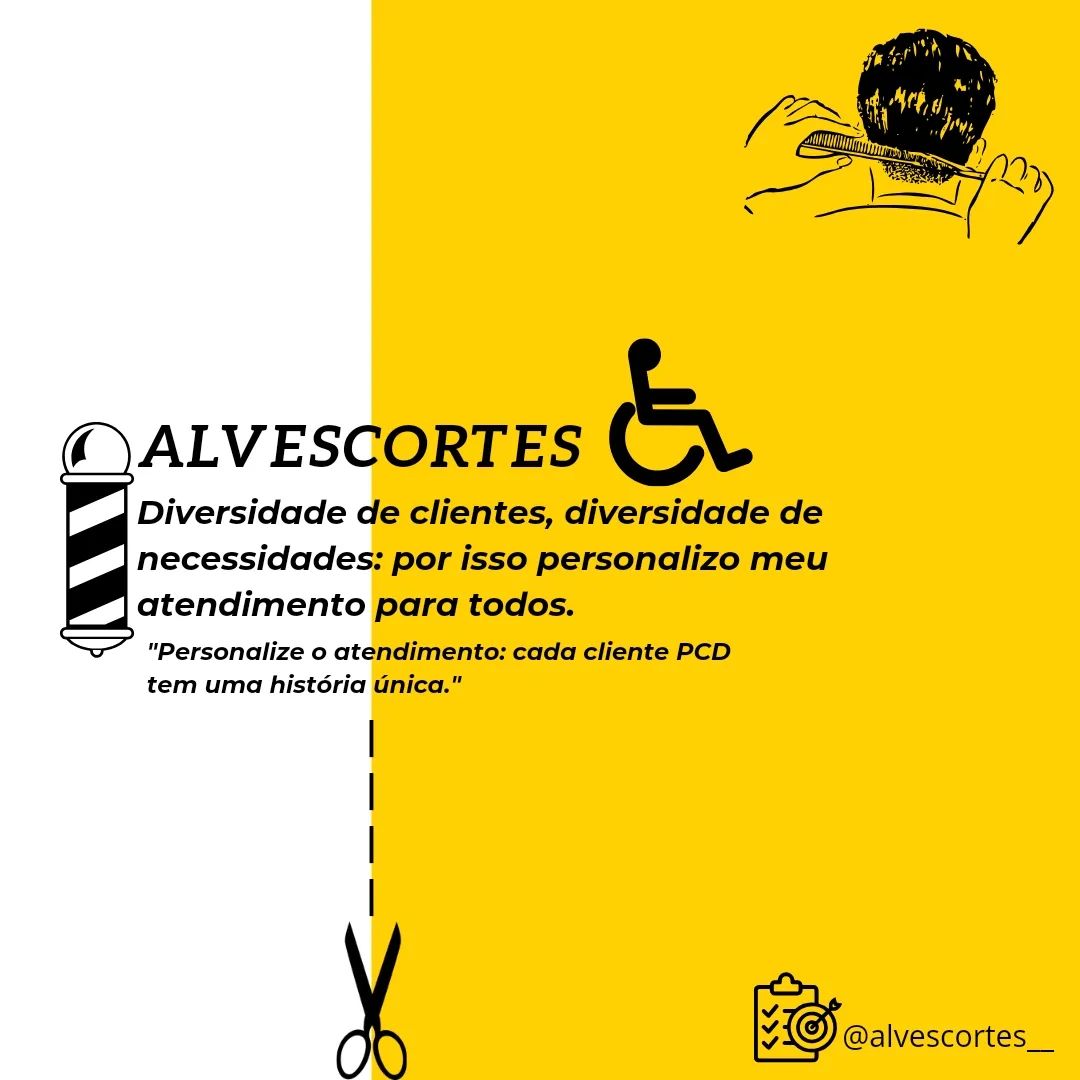 ALVESCORTES
Diversidade de clientes, diversidade de
necessidades: por isso personalizo meu
atendimento para todos.
"Personalize o atendimento: cada cliente PCD
tem uma história única."
@alvescortes__